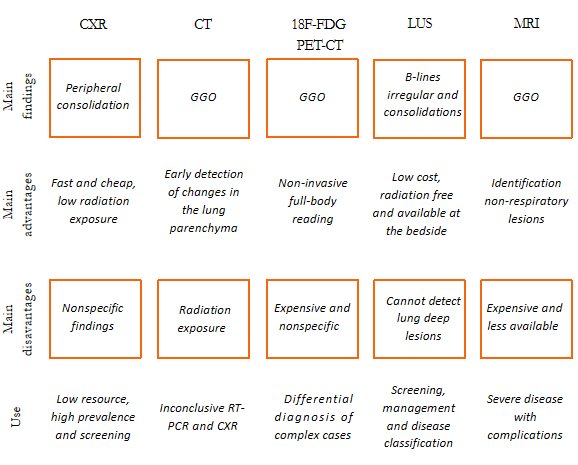 CXR
CT
18F-FDG
PET-CT
LUS
MRI
Main
findings
Peripheral
consolidation
GGO
GGO
B-lines
irregular and
consolidations
GGO
Main
advantages
Fast and cheap,
low radiation
exposure
Early detection
of changes in
the lung
parenchyma
Non-invasive
full-body
reading
Low cost,
radiation free
and available at
the bedside
Identification
non-respiratory
lesions
Main
disavantages
Nonspecific
findings
Radiation
exposure
Expensive and
nonspecific
Cannot detect
lung deep
lesions
Expensive and
less available
Use
Low resource,
high prevalence
and screening
Inconclusive RT-
PCR and CXR
Differential
diagnosis of
complex cases
Screening,
management
and disease
classification
Severe disease
with
complications